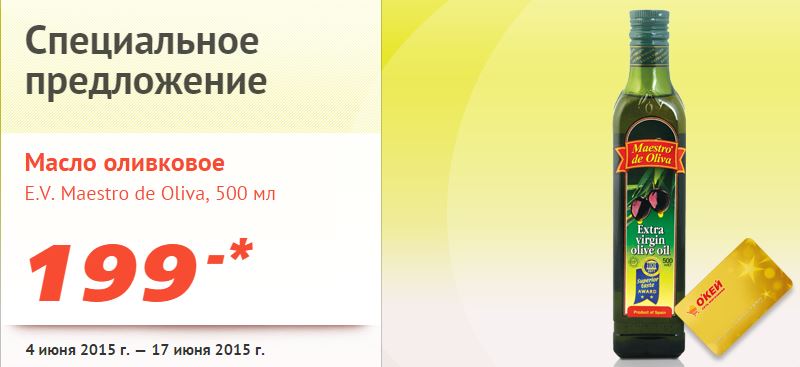 Специальное
предложение
Масло оливковое
E.V. Maestro de Oliva, 500 мл
199-*
4 июня 2015 г. — 17 июня 2015 г.
Maestro
de Oliva
Extra
virgin
olive oil
500
Superior
taste
AWARD
Product of Spain
О'КЕЙ